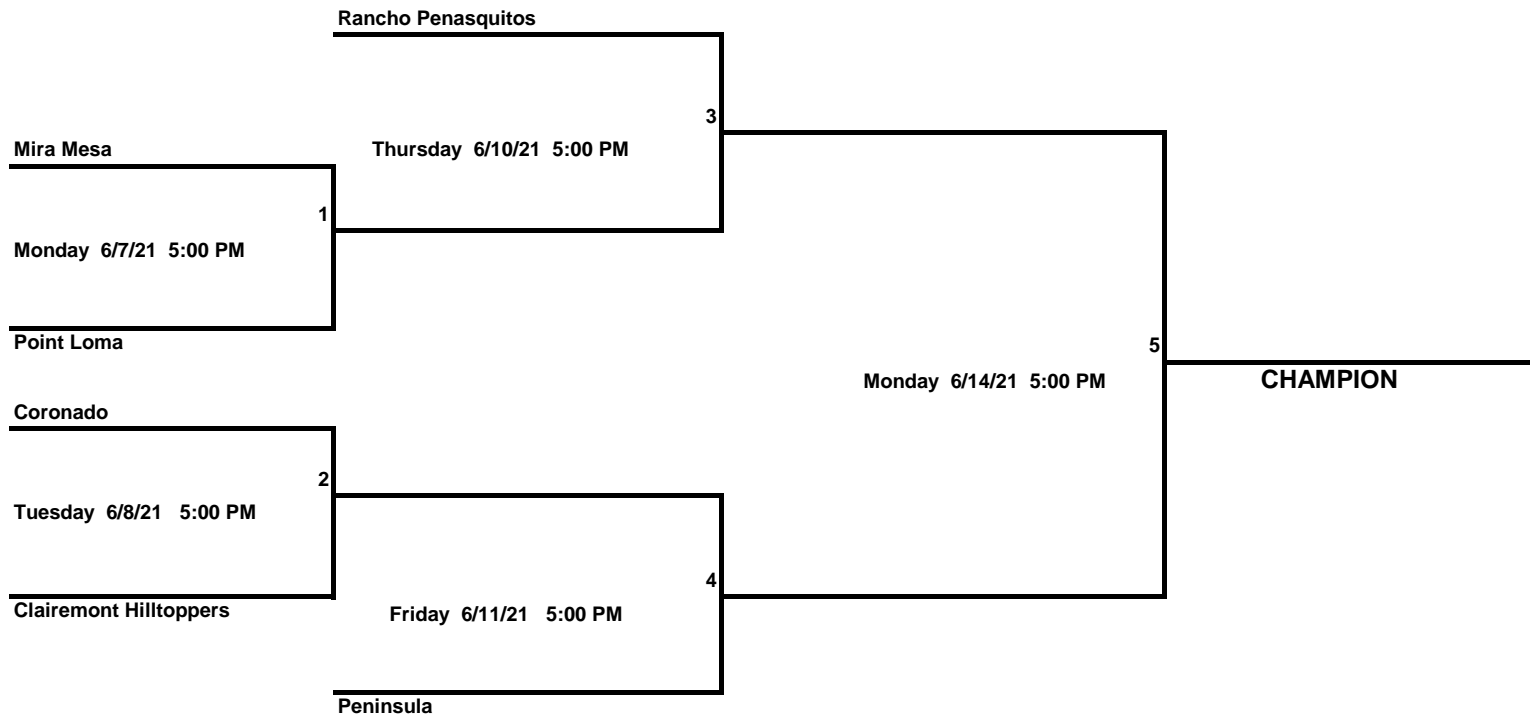 Rancho Penasquitos
3
Mira Mesa
Thursday 6/10/21 5:00 PM
1
Monday 6/7/21 5:00 PM
Point Loma
5
Monday 6/14/21 5:00 PM
CHAMPION
Coronado
2
Tuesday 6/8/21 5:00 PM
4
Clairemont Hilltoppers
Friday 6/11/21 5:00 PM
Peninsula